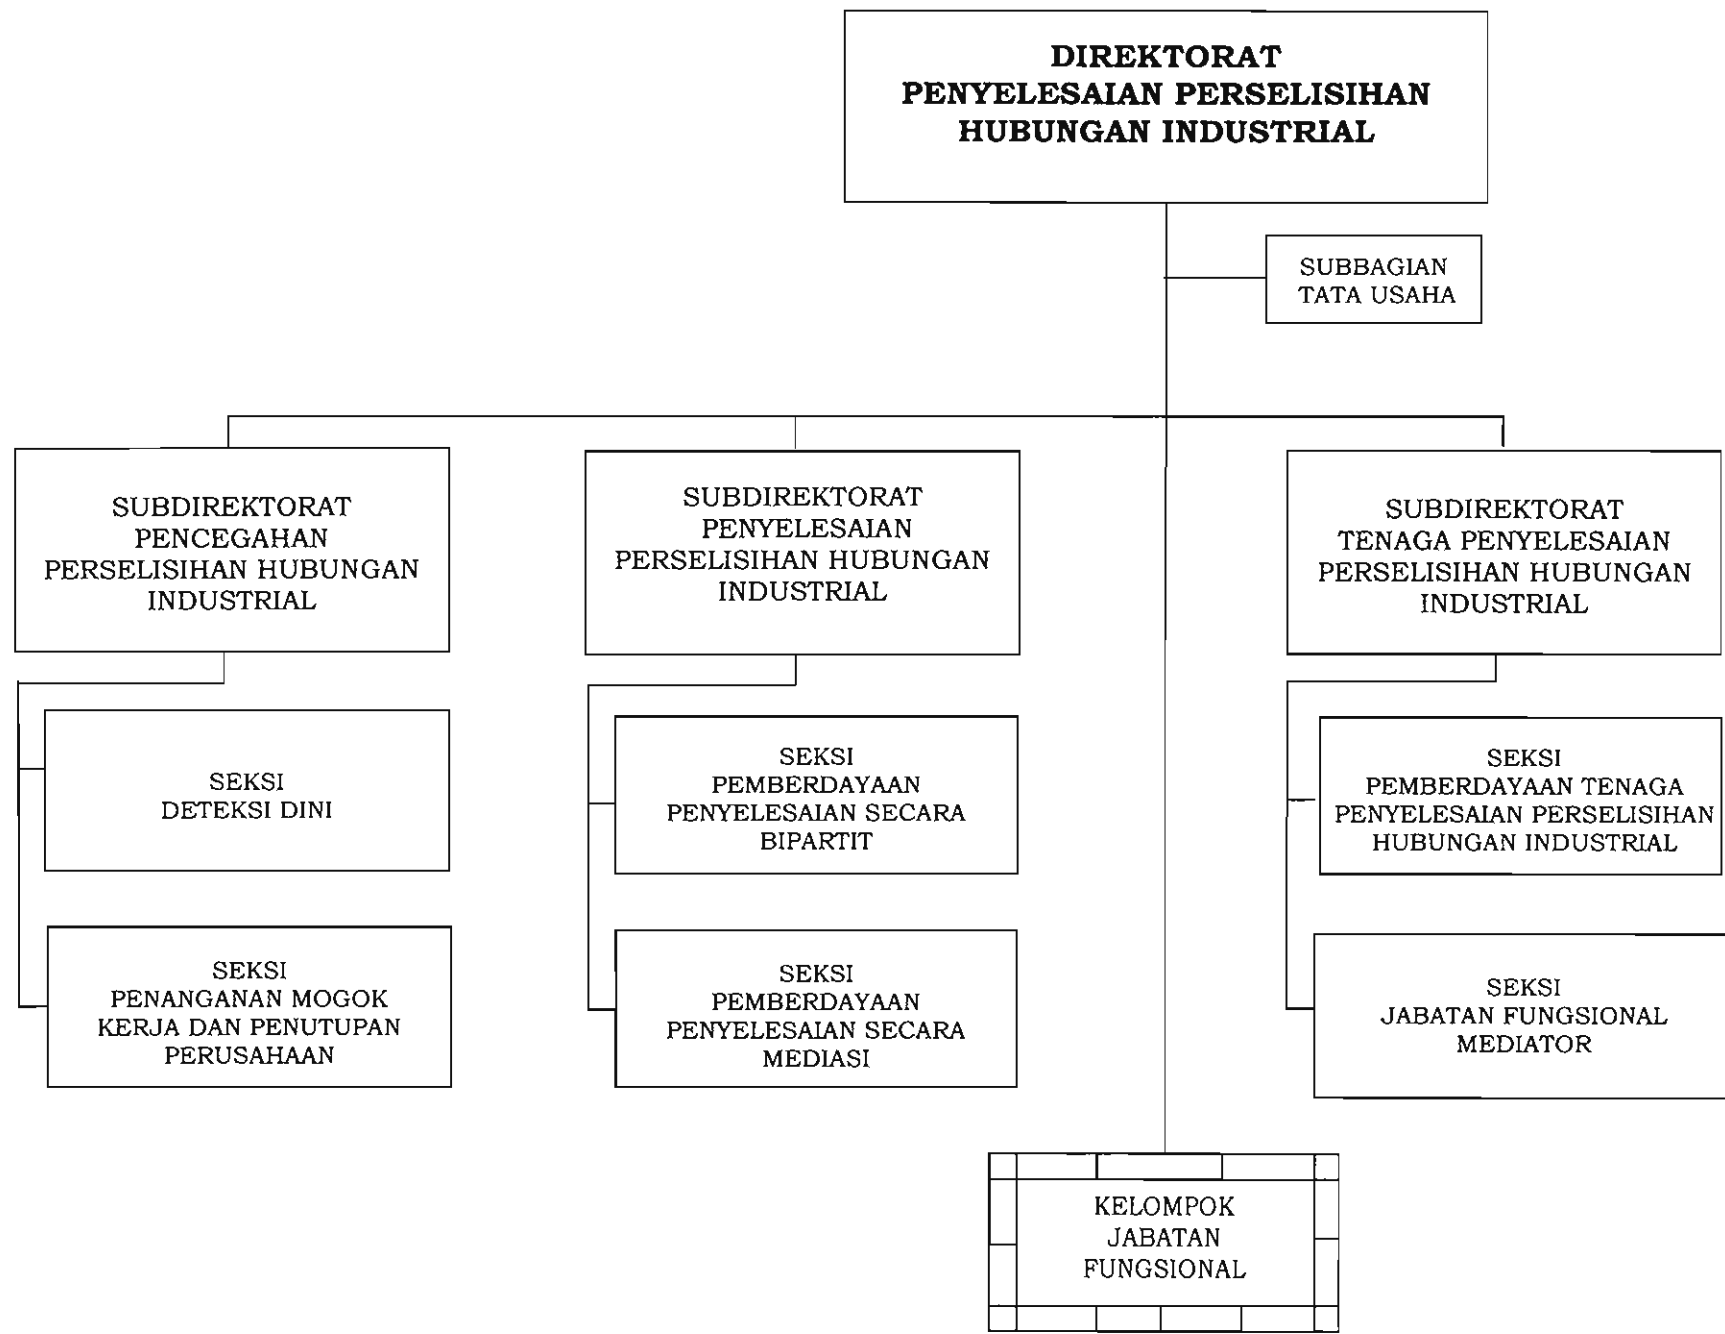 DIREKTORAT
PENYELESAIAN PERSELISIHAN
HUBUNGAN INDUSTRIAL
SUBBAGIAN
TATA USAHA
SUBDIREKTORAT
PENCEGAHAN
PERSELISIHAN HUBUNGAN
INDUSTRIAL
SUBDIREKTORAT
PENYELESAIAN
PERSELISIHAN HUBUNGAN
INDUSTRIAL
SUBDIREKTORAT
TENAGA PENYELESAIAN
PERSELISIHAN HUBUNGAN
INDUSTRIAL
SEKSI
DETEKSI DINI
SEKSI
PEMBERDAYAAN
PENYELESAIAN SECARA
BIPARTIT
SEKSI
PEMBERDAYAAN TENAGA
PENYELESAIAN PERSELISIHAN
HUBUNGAN INDUSTRIAL
SEKSI
PENANGANAN MOGOK
KERJA DAN PENUTUPAN
PERUSAHAAN
SEKSI
PEMBERDAYAAN
PENYELESAIAN SECARA
MEDIASI
SEKSI
JABATAN FUNGSIONAL
MEDIATOR
KELOMPOK
JABATAN
FUNGSIONAL